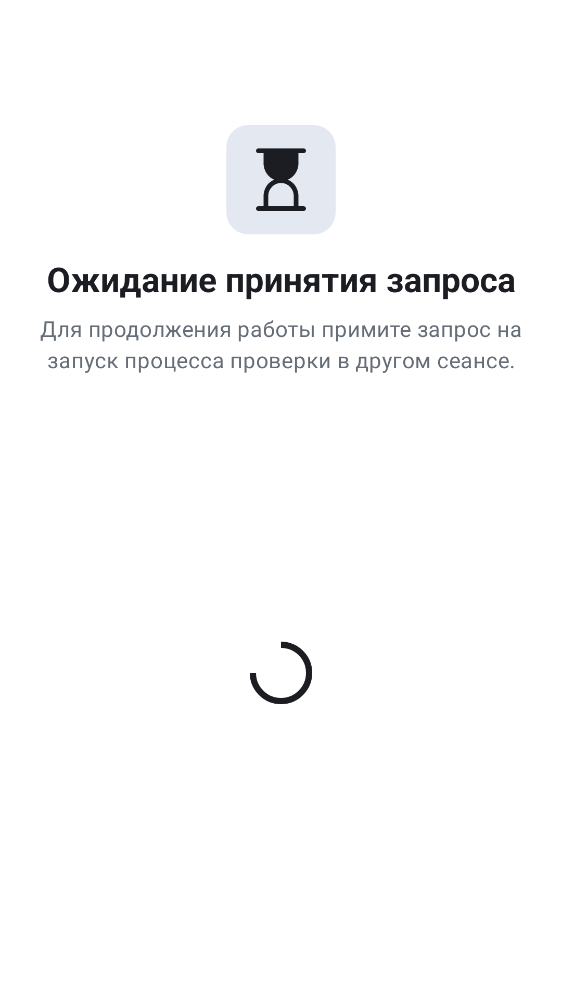 Ожидание принятия запроса
Для продолжения работы примите запрос на
запуск процесса проверки в другом сеансе.